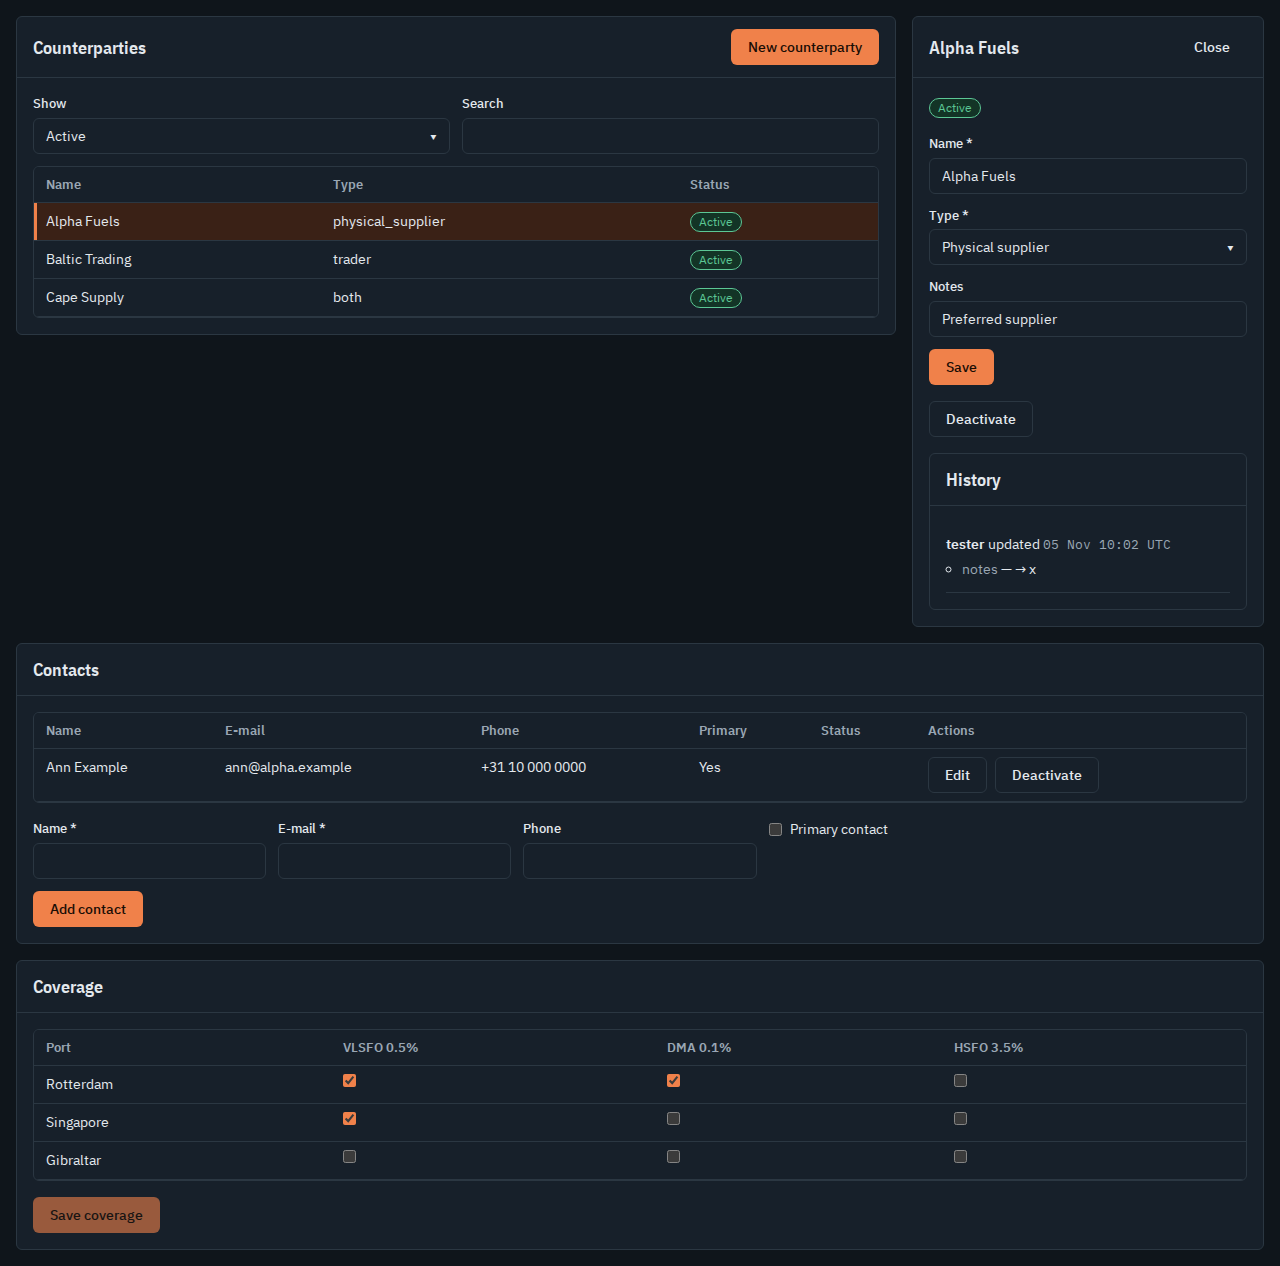 Counterparties
New counterparty
Show
Search
Active
Name Type Status
Alpha Fuels physical_supplier Active
Baltic Trading trader Active
Cape Supply both Active
Alpha Fuels
Close
Active
Name *
Alpha Fuels
Type *
Physical supplier
Notes
Preferred supplier
Save
Deactivate
History
tester updated 05 Nov 10:02 UTC
notes — → x
Contacts
Name E-mail Phone Primary Status Actions
Ann Example ann@alpha.example +31 10 000 0000 Yes Edit Deactivate
Name * E-mail * Phone Primary contact
Add contact
Coverage
Port VLSFO 0.5% DMA 0.1% HSFO 3.5%
Rotterdam
Singapore
Gibraltar
Save coverage